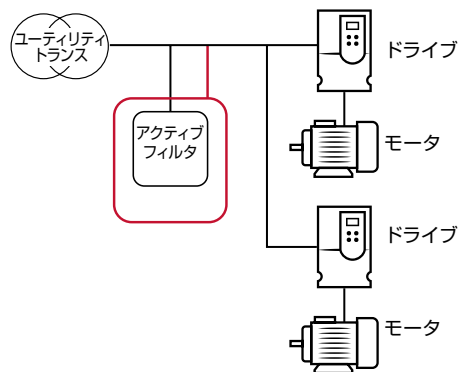 ユーティリティ
トランス
ドライブ
アクティブ
フィルタ
モータ
ドライブ
モータ